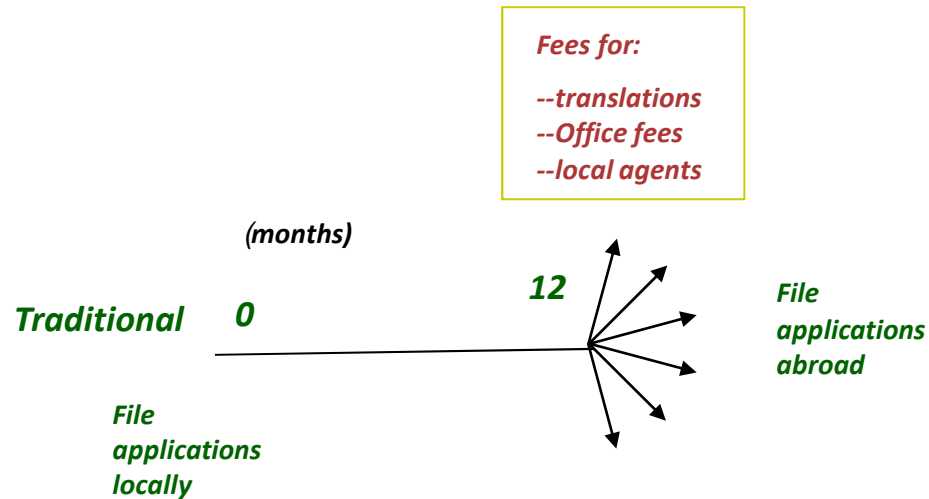 Fees for:
--translations
--Office fees
--local agents
(months)
Traditional
0
12
File
applications
abroad
File
applications
locally